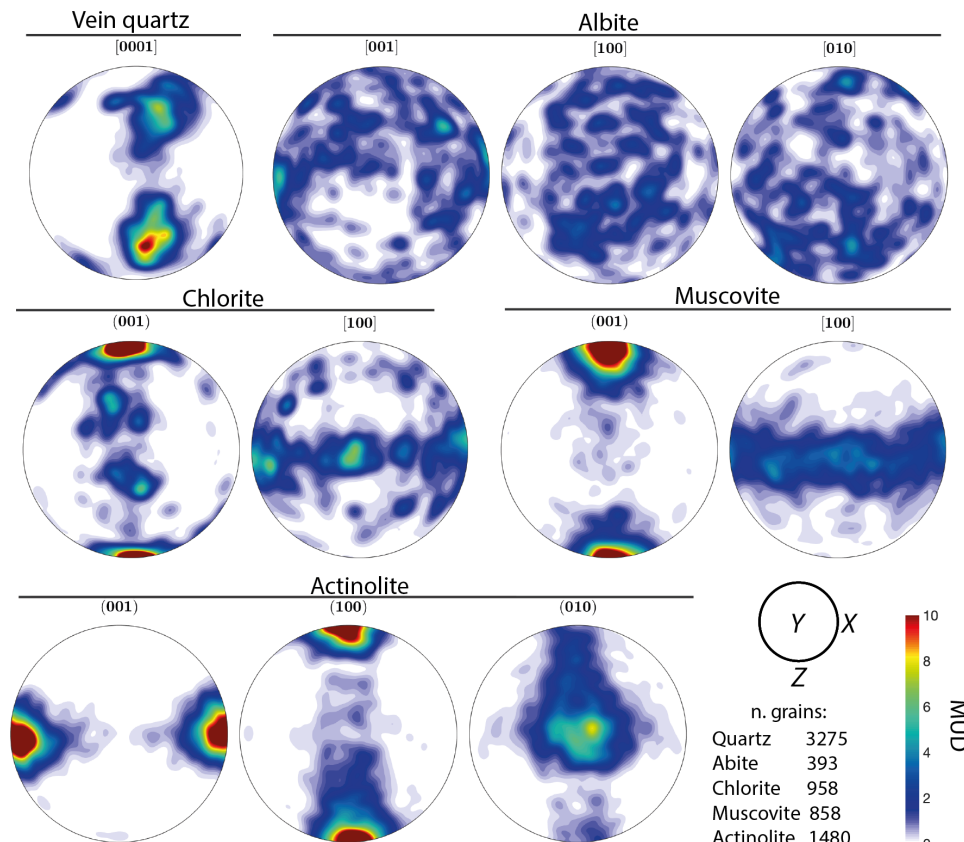 Vein quartz
Albite
[0001]
[001]
[100]
[010]
Chlorite
Muscovite
(001)
[100]
(001)
[100]
Actinolite
(001)
(100)
(010)
Y
X
Z
n. grains:
Quartz 3275
Abite 393
Chlorite 958
Muscovite 858
Actinolite 1480
10
8
6
4
2
0
MUD